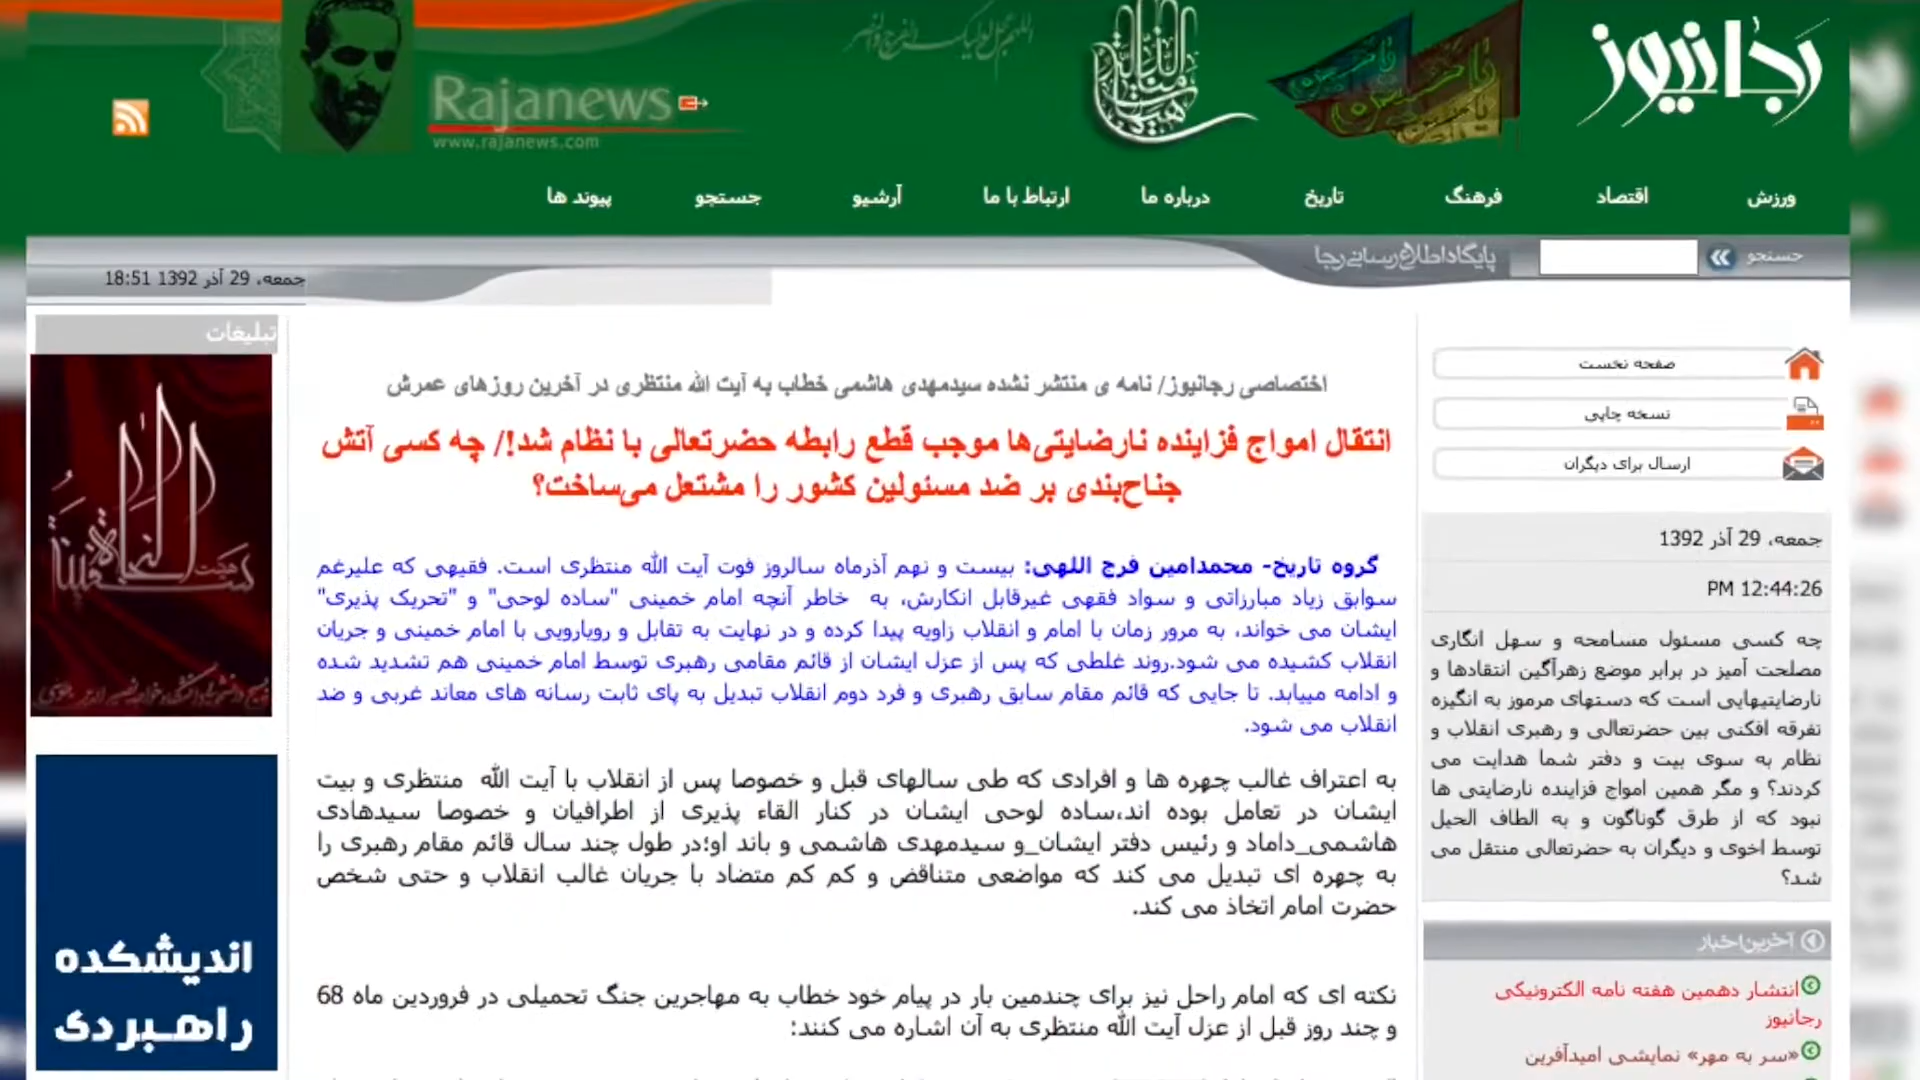 رجانیوز
Rajanews
www.rajanews.com
ورزش اقتصاد فرهنگ تاریخ درباره ما ارتباط با ما آرشیو جستجو پیوند ها
جستجو
پایگاه اطلاع رسانی رجا
جمعه، 29 آذر 1392 18:51
تبلیغات
اندیشکده
راهبردی
اختصاصی رجانیوز/ نامه ی منتشر نشده سیدمهدی هاشمی خطاب به آیت الله منتظری در آخرین روزهای عمرش
انتقال امواج فزاینده نارضایتی‌ها موجب قطع رابطه حضرتعالی با نظام شد!/ چه کسی آتش
جناح‌بندی بر ضد مسئولین کشور را مشتعل می‌ساخت؟
گروه تاریخ- محمدامین فرج اللهی: بیست و نهم آذرماه سالروز فوت آیت الله منتظری است. فقیهی که علیرغم
سوابق زیاد مبارزاتی و سواد فقهی غیرقابل انکارش، به خاطر آنچه امام خمینی "ساده لوحی" و "تحریک پذیری"
ایشان می خواند، به مرور زمان با امام و انقلاب زاویه پیدا کرده و در نهایت به تقابل و رویارویی با امام خمینی و جریان
انقلاب کشیده می شود.روند غلطی که پس از عزل ایشان از قائم مقامی رهبری توسط امام خمینی هم تشدید شده
و ادامه مییابد. تا جایی که قائم مقام سابق رهبری و فرد دوم انقلاب تبدیل به پای ثابت رسانه های معاند غربی و ضد
انقلاب می شود.
به اعتراف غالب چهره ها و افرادی که طی سالهای قبل و خصوصا پس از انقلاب با آیت الله منتظری و بیت
ایشان در تعامل بوده اند،ساده لوحی ایشان در کنار القاء پذیری از اطرافیان و خصوصا سیدهادی
هاشمی_داماد و رئیس دفتر ایشان_و سیدمهدی هاشمی و باند او؛در طول چند سال قائم مقام رهبری را
به چهره ای تبدیل می کند که مواضعی متناقض و کم کم متضاد با جریان غالب انقلاب و حتی شخص
حضرت امام اتخاذ می کند.
نکته ای که امام راحل نیز برای چندمین بار در پیام خود خطاب به مهاجرین جنگ تحمیلی در فروردین ماه 68
و چند روز قبل از عزل آیت الله منتظری به آن اشاره می کنند:
صفحه نخست
نسخه چاپی
ارسال برای دیگران
جمعه، 29 آذر 1392
12:44:26 PM
چه کسی مسئول مسامحه و سهل انگاری
مصلحت آمیز در برابر موضع زهرآگین انتقادها و
نارضایتیهایی است که دستهای مرموز به انگیزه
تفرقه افکنی بین حضرتعالی و رهبری انقلاب و
نظام به سوی بیت و دفتر شما هدایت می
کردند؟ و مگر همین امواج فزاینده نارضایتی ها
نبود که از طرق گوناگون و به الطاف الحیل
توسط اخوی و دیگران به حضرتعالی منتقل می
شد؟
آخرین اخبار
انتشار دهمین هفته نامه الکترونیکی
رجانیوز
«سر به مهر» نمایشی امیدآفرین